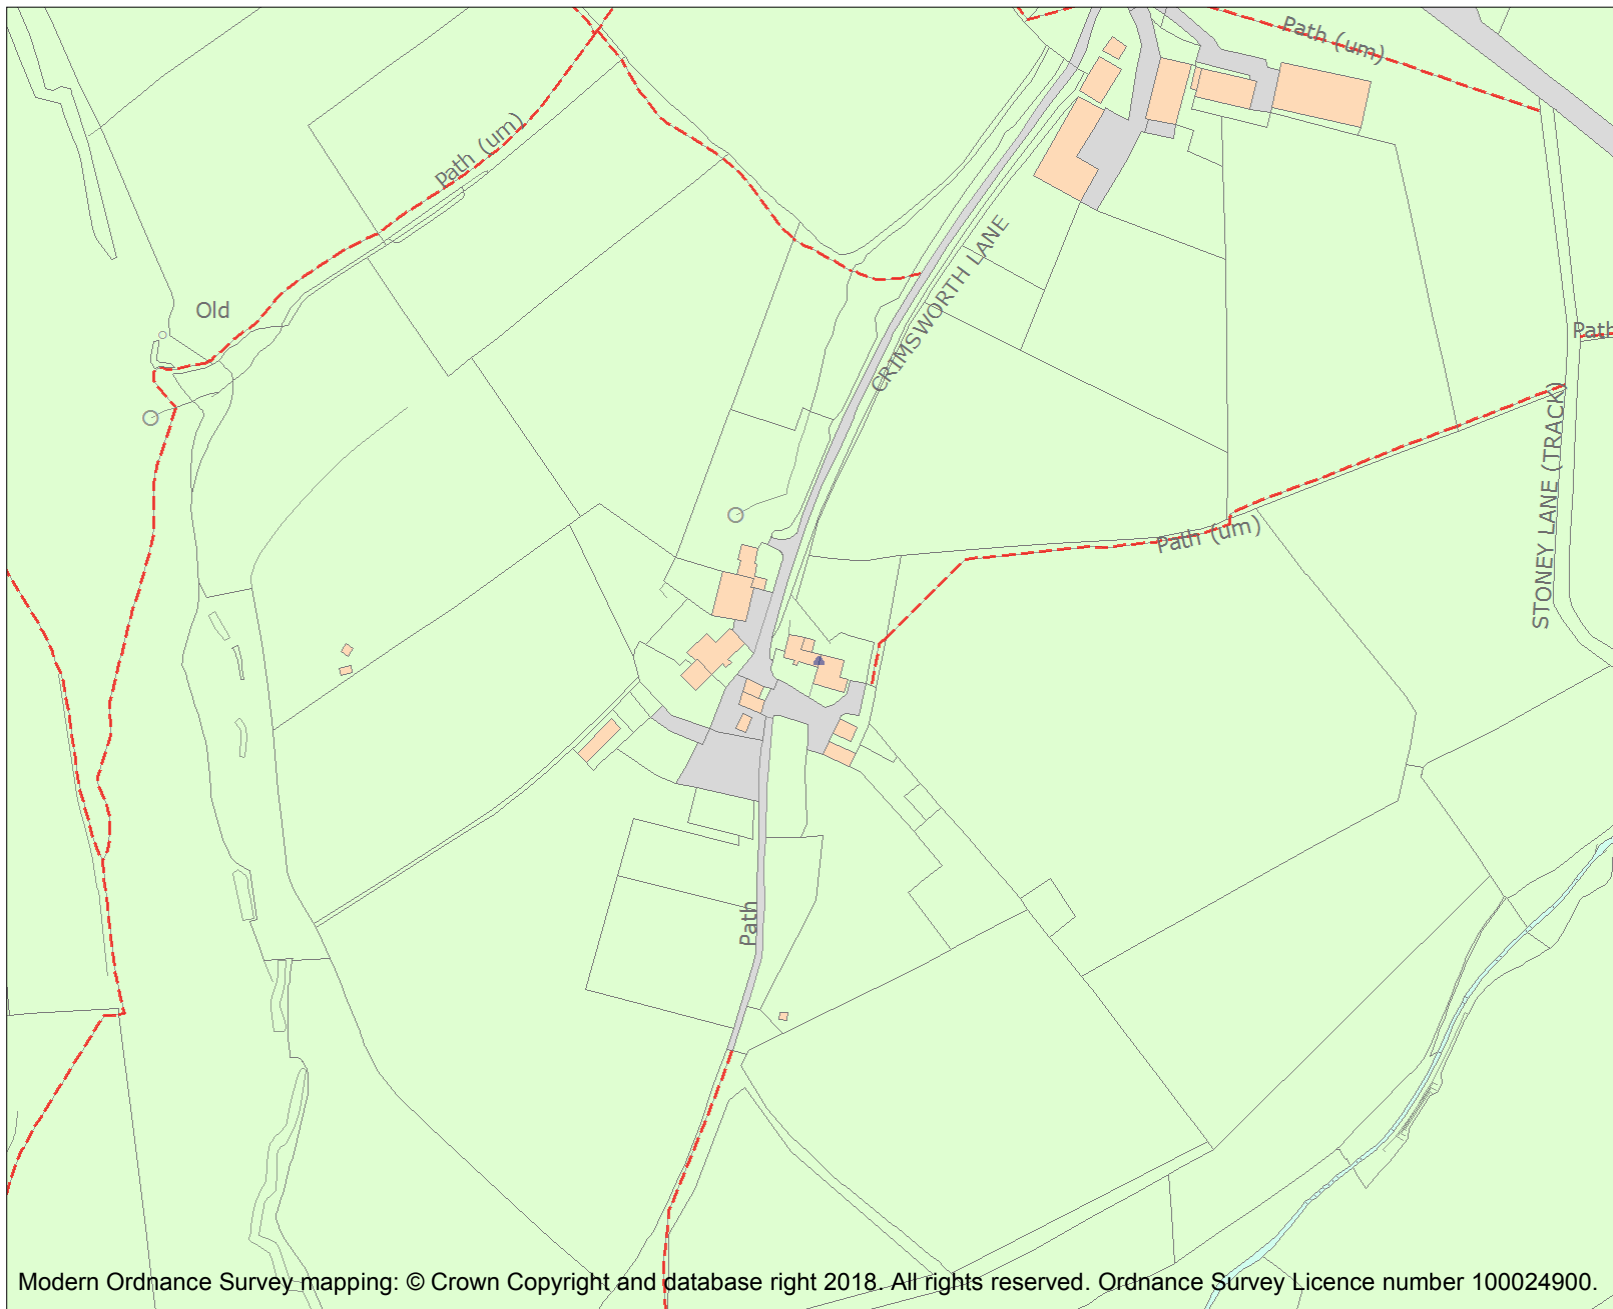 Path (um)
Path (um)
CRIMSWORTH LANE
Old
Path
STONEY LANE (TRACK)
Path (um)
Path
Modern Ordnance Survey mapping: © Crown Copyright and database right 2018. All rights reserved. Ordnance Survey Licence number 100024900.